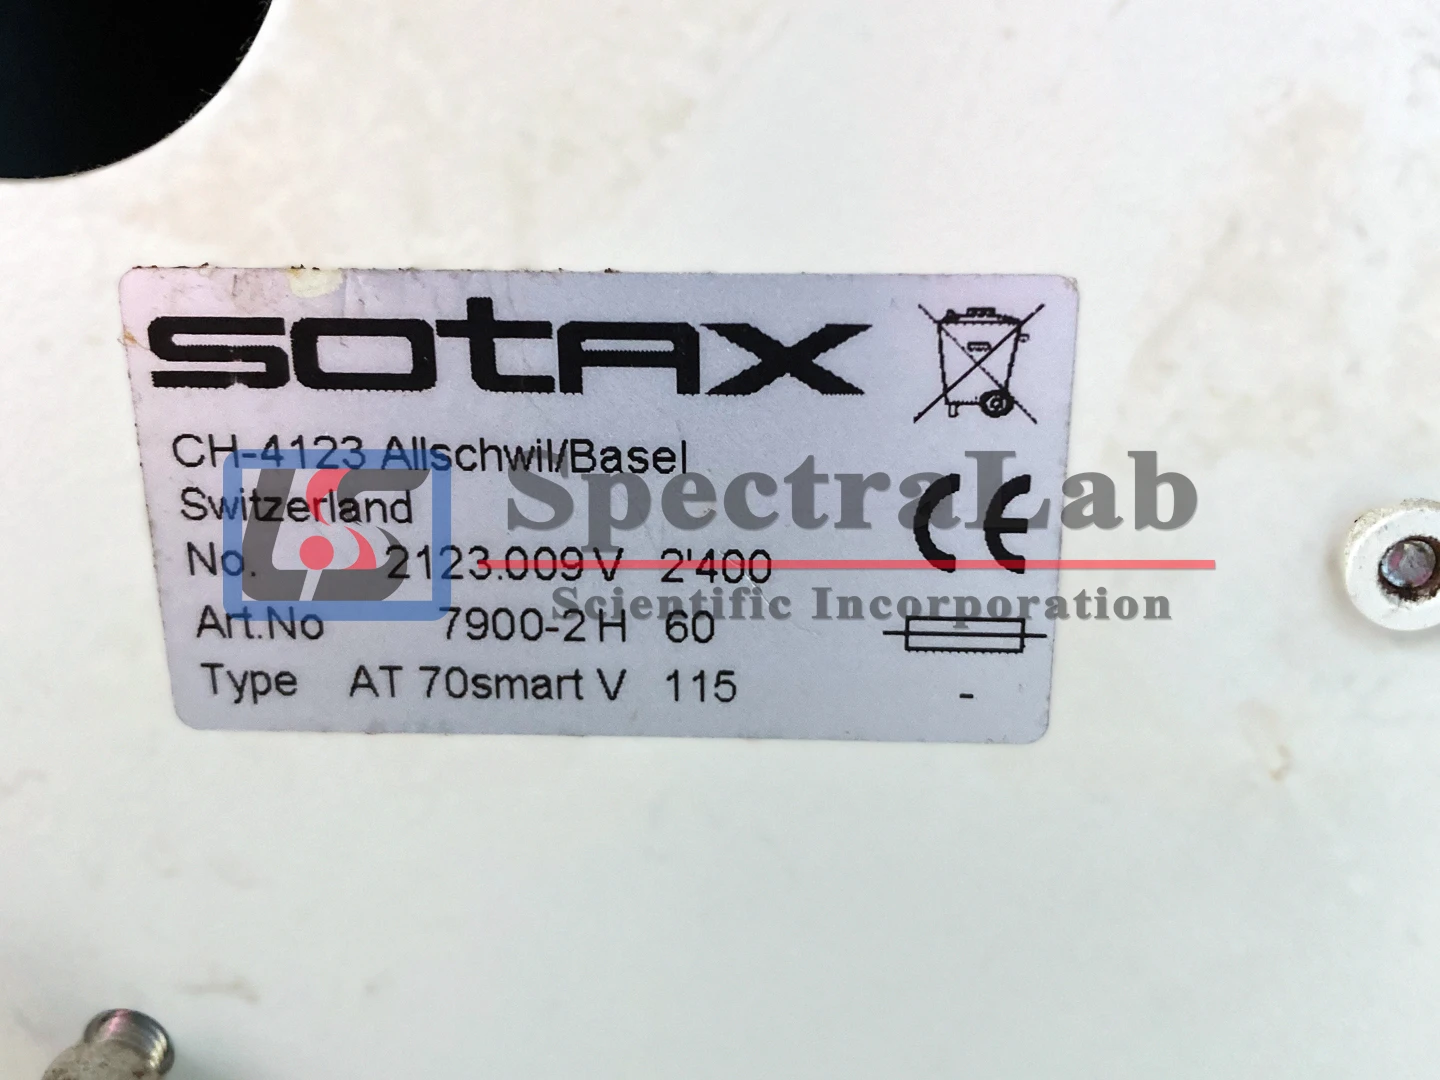 sotax
CH-4123 Allschwil/Basel
Switzerland
No. 2123.009 V 2'400
Art.No 7900-2 H 60
Type AT 70smart V 115
-
CE
SpectraLab
Scientific Incorporation